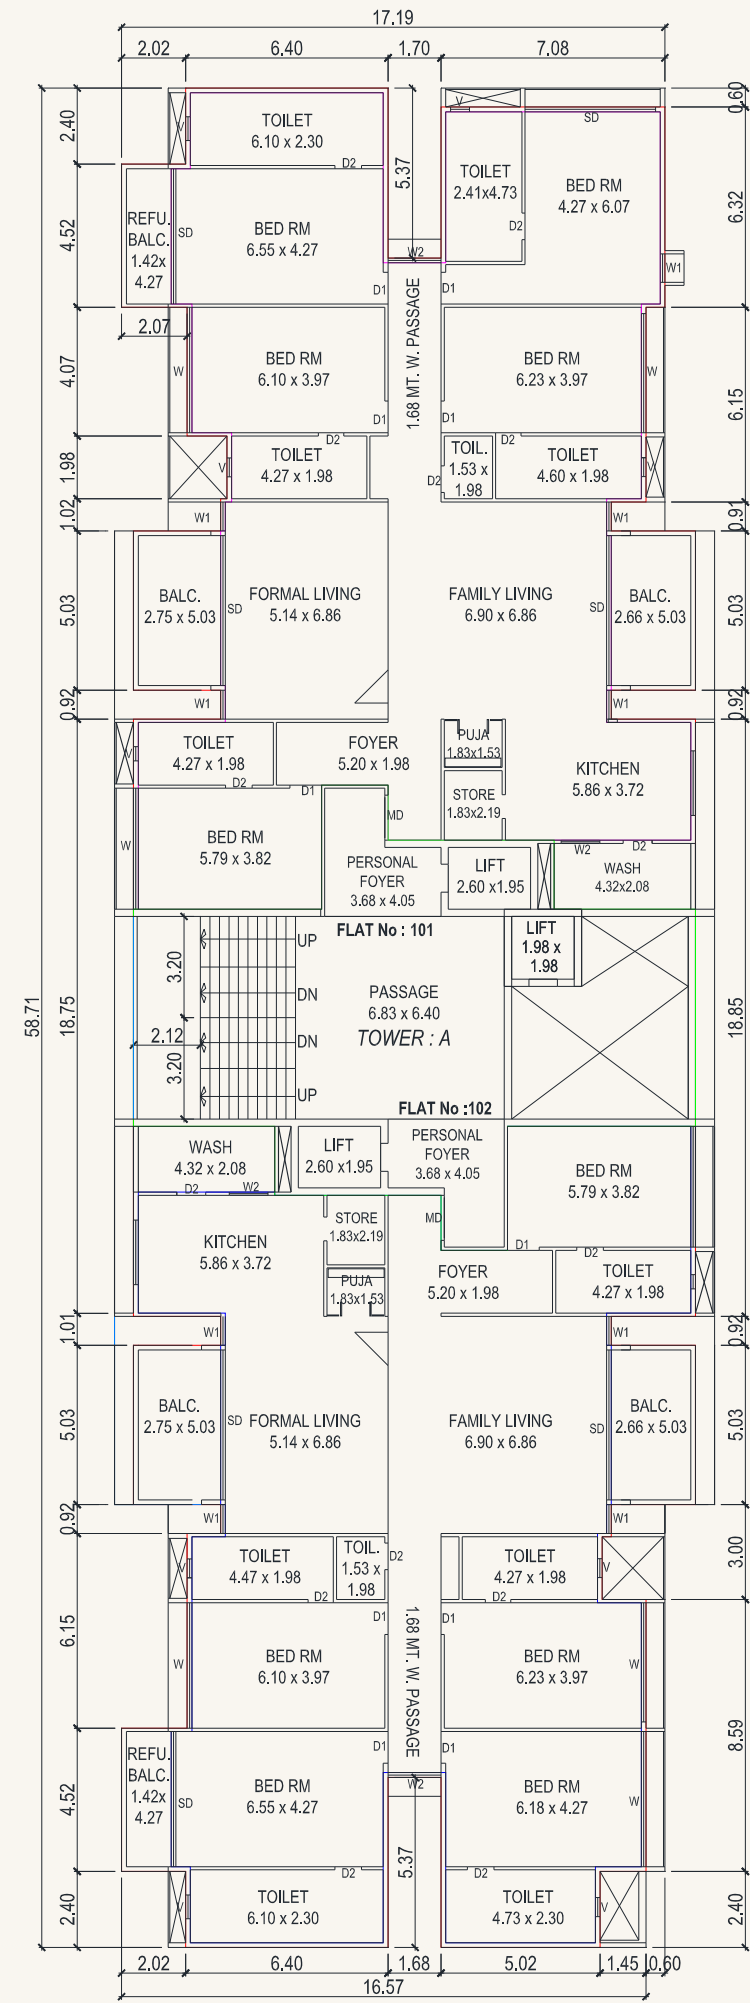 17.19
2.02
6.40
1.70
7.08
2.40
4.52
4.07
1.98
1.02
5.03
0.92
58.71
18.75
1.01
5.03
0.92
6.15
4.52
2.40
0.60
6.32
6.15
0.91
5.03
0.92
18.85
0.92
5.03
3.00
8.59
2.40
V
TOILET
6.10 x 2.30
D2
5.37
V
SD
TOILET
2.41x4.73
D2
BED RM
4.27 x 6.07
REFU.
BALC.
1.42x
4.27
SD
BED RM
6.55 x 4.27
W2
W1
D1
D1
2.07
1.68 MT. W. PASSAGE
W
BED RM
6.10 x 3.97
D1
BED RM
6.23 x 3.97
W
D1
V
D2
TOILET
4.27 x 1.98
TOIL.
1.53 x
1.98
D2
D2
TOILET
4.60 x 1.98
V
W1
W1
BALC.
2.75 x 5.03
SD
FORMAL LIVING
5.14 x 6.86
FAMILY LIVING
6.90 x 6.86
SD
BALC.
2.66 x 5.03
W1
W1
V
TOILET
4.27 x 1.98
D2
FOYER
5.20 x 1.98
PUJA
1.83x1.53
KITCHEN
5.86 x 3.72
D1
STORE
1.83x2.19
MD
W
BED RM
5.79 x 3.82
PERSONAL
FOYER
3.68 x 4.05
LIFT
2.60 x1.95
W2
D2
WASH
4.32x2.08
FLAT No : 101
LIFT
1.98 x
1.98
3.20
UP
DN
PASSAGE
6.83 x 6.40
TOWER : A
2.12
DN
3.20
UP
FLAT No :102
WASH
4.32 x 2.08
LIFT
2.60 x1.95
PERSONAL
FOYER
3.68 x 4.05
BED RM
5.79 x 3.82
D2
W2
KITCHEN
5.86 x 3.72
STORE
1.83x2.19
MD
D1
D2
PUJA
1.83x1.53
FOYER
5.20 x 1.98
TOILET
4.27 x 1.98
V
W1
W1
BALC.
2.75 x 5.03
SD
FORMAL LIVING
5.14 x 6.86
FAMILY LIVING
6.90 x 6.86
SD
BALC.
2.66 x 5.03
W1
W1
V
TOILET
4.47 x 1.98
D2
TOIL.
1.53 x
1.98
D2
TOILET
4.27 x 1.98
D2
V
D1
D1
1.68 MT. W. PASSAGE
W
BED RM
6.10 x 3.97
BED RM
6.23 x 3.97
W
D1
D1
REFU.
BALC.
1.42x
4.27
SD
BED RM
6.55 x 4.27
W2
BED RM
6.18 x 4.27
W
D2
5.37
D2
V
TOILET
6.10 x 2.30
TOILET
4.73 x 2.30
V
2.02
6.40
1.68
5.02
1.45
0.60
16.57